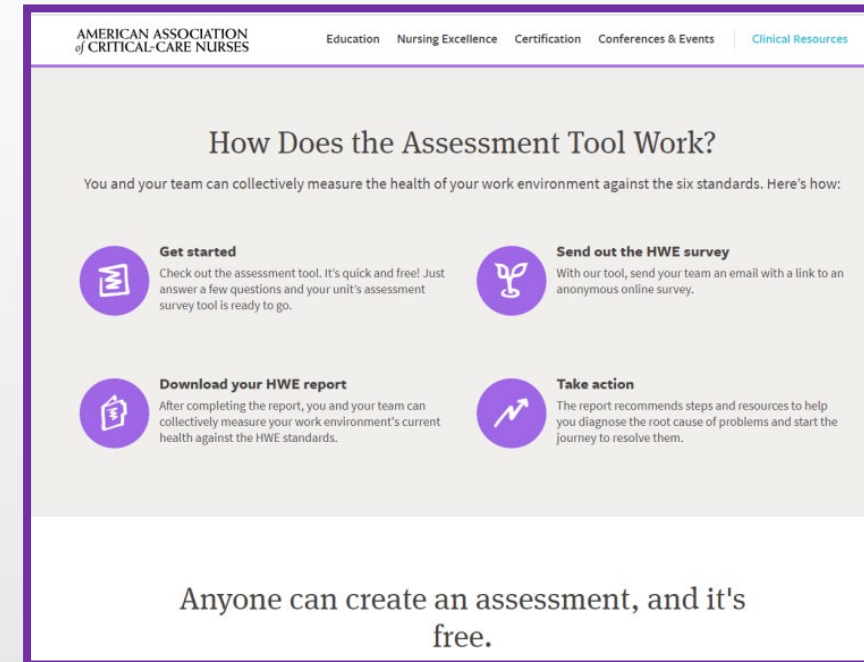 AMERICAN ASSOCIATION
of CRITICAL-CARE NURSES
Education Nursing Excellence Certification Conferences & Events Clinical Resources
How Does the Assessment Tool Work?
You and your team can collectively measure the health of your work environment against the six standards. Here's how:
Get started
Check out the assessment tool. It's quick and free! Just
answer a few questions and your unit's assessment
survey tool is ready to go.
Send out the HWE survey
With our tool, send your team an email with a link to an
anonymous online survey.
Download your HWE report
After completing the report, you and your team can
collectively measure your work environment's current
health against the HWE standards.
Take action
The report recommends steps and resources to help
you diagnose the root cause of problems and start the
journey to resolve them.
Anyone can create an assessment, and it's
free.